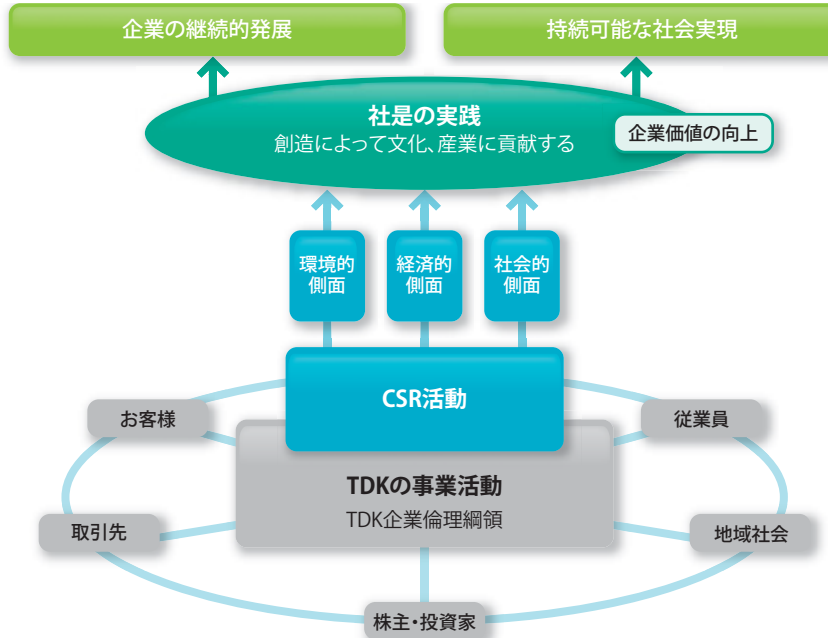 企業の継続的発展
持続可能な社会実現
社是の実践
創造によって文化、産業に貢献する
企業価値の向上
環境的
側面
経済的
側面
社会的
側面
CSR活動
お客様
従業員
TDKの事業活動
TDK企業倫理綱領
取引先
地域社会
株主・投資家